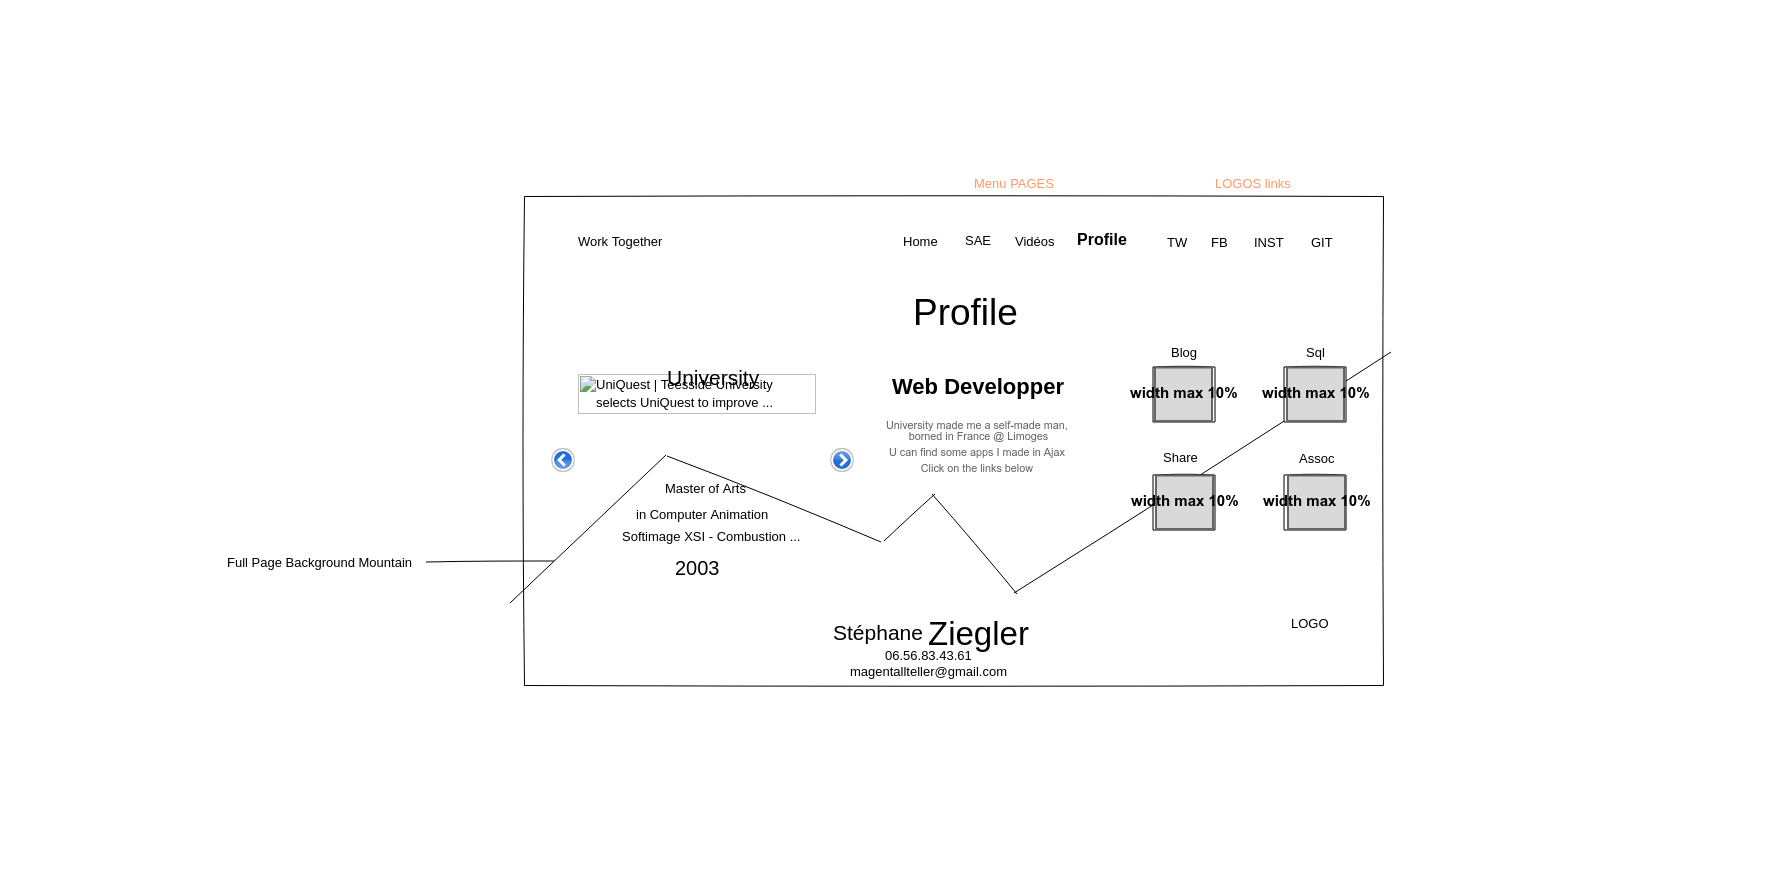 Menu PAGES
LOGOS links
Work Together
Home
SAE
Vidéos
Profile
TW
FB
INST
GIT
Profile
University
UniQuest | Teesside University
selects UniQuest to improve ...
Master of Arts
in Computer Animation
Softimage XSI - Combustion ...
2003
Web Developper
University made me a self-made man,
borned in France @ Limoges
U can find some apps I made in Ajax
Click on the links below
Blog
Sql
width max 10%
width max 10%
Share
Assoc
width max 10%
width max 10%
Full Page Background Mountain
Stéphane Ziegler
06.56.83.43.61
magentallteller@gmail.com
LOGO